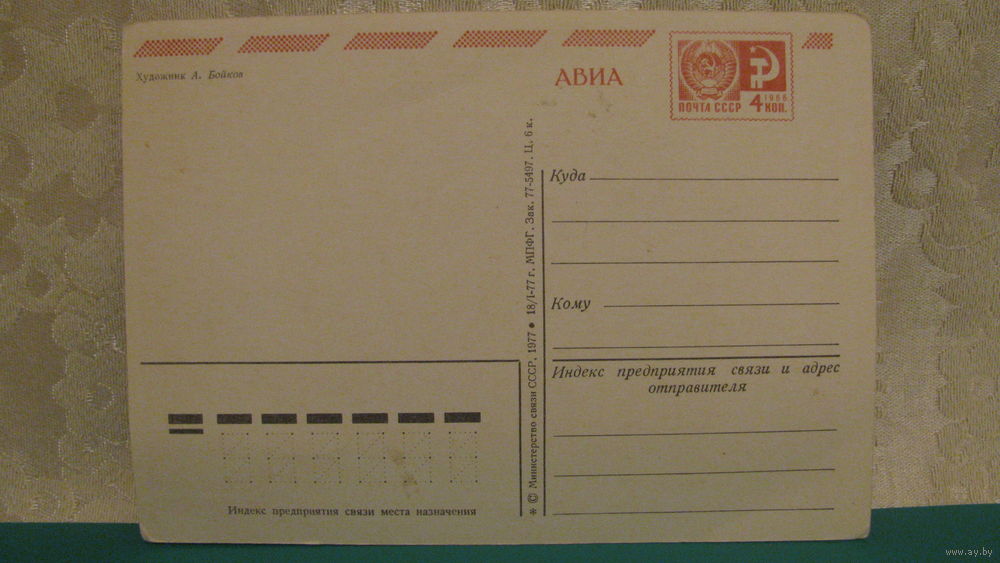 Художник А. Бойков
АВИА
ПОЧТА СССР
1966
4 КОП.
Куда
Кому
Индекс предприятия связи и адрес
отправителя
Индекс предприятия связи места назначения
* © Министерство связи СССР, 1977 ● 18/I-77 г. МПФГ. Зак. 77-5497. Ц. 6 к.
www.ay.by